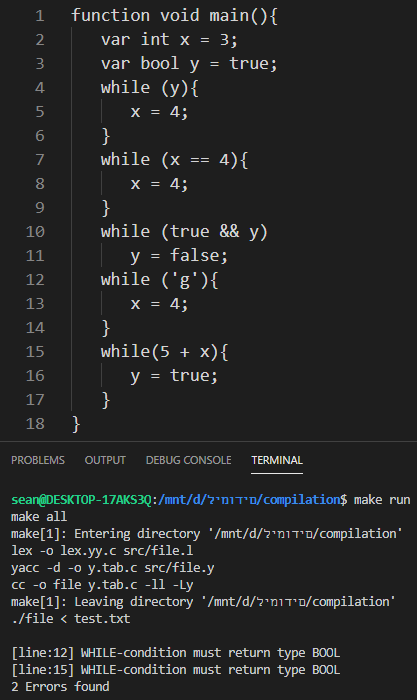 1 function void main(){
2 var int x = 3;
3 var bool y = true;
4 while (y){
5 x = 4;
6 }
7 while (x == 4){
8 x = 4;
9 }
10 while (true && y)
11 y = false;
12 while ('g'){
13 x = 4;
14 }
15 while(5 + x){
16 y = true;
17 }
18 }
PROBLEMS OUTPUT DEBUG CONSOLE TERMINAL
sean@DESKTOP-17AKS3Q:/mnt/d/לימודים/compilation$ make run
make all
make[1]: Entering directory '/mnt/d/לימודים/compilation'
lex -o lex.yy.c src/file.l
yacc -d -o y.tab.c src/file.y
cc -o file y.tab.c -ll -Ly
make[1]: Leaving directory '/mnt/d/לימודים/compilation'
./file < test.txt
[line:12] WHILE-condition must return type BOOL
[line:15] WHILE-condition must return type BOOL
2 Errors found